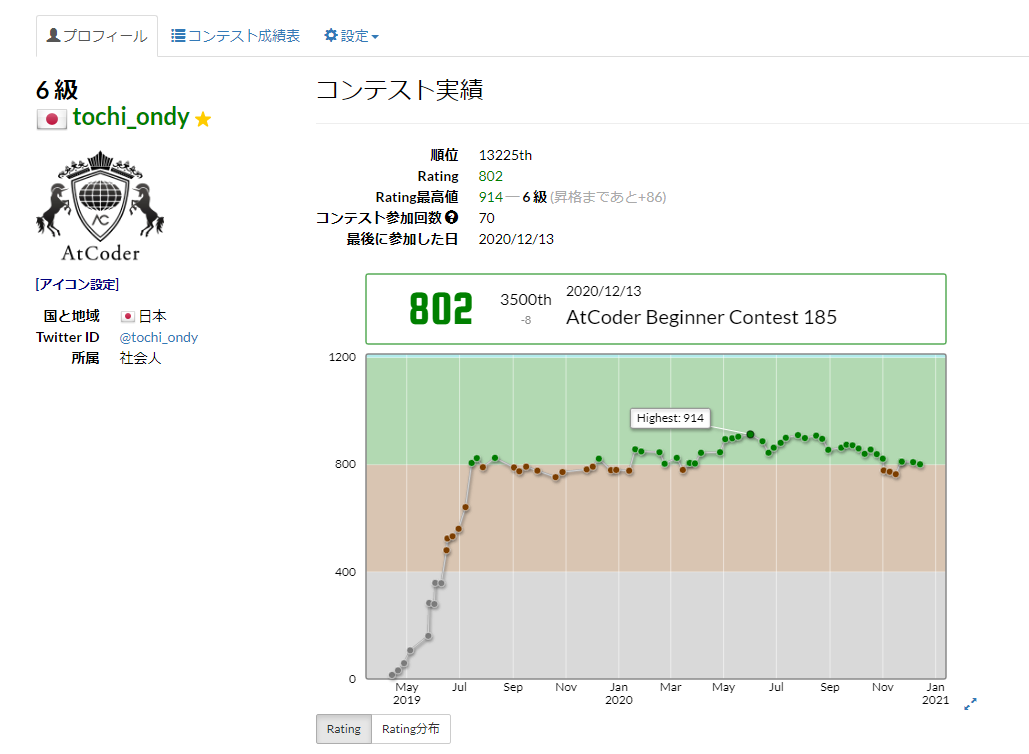 プロフィール コンテスト成績表 設定
6 級
tochi_ondy
AtCoder
[アイコン設定]
国と地域 日本
Twitter ID @tochi_ondy
所属 社会人
コンテスト実績
順位 13225th
Rating 802
Rating最高値 914 ― 6 級 (昇格まであと+86)
コンテスト参加回数 70
最後に参加した日 2020/12/13
802
3500th
-8
2020/12/13
AtCoder Beginner Contest 185
1200
800
400
0
Highest: 914
May Jul Sep Nov Jan Mar May Jul Sep Nov Jan
2019 2020 2021
Rating Rating分布